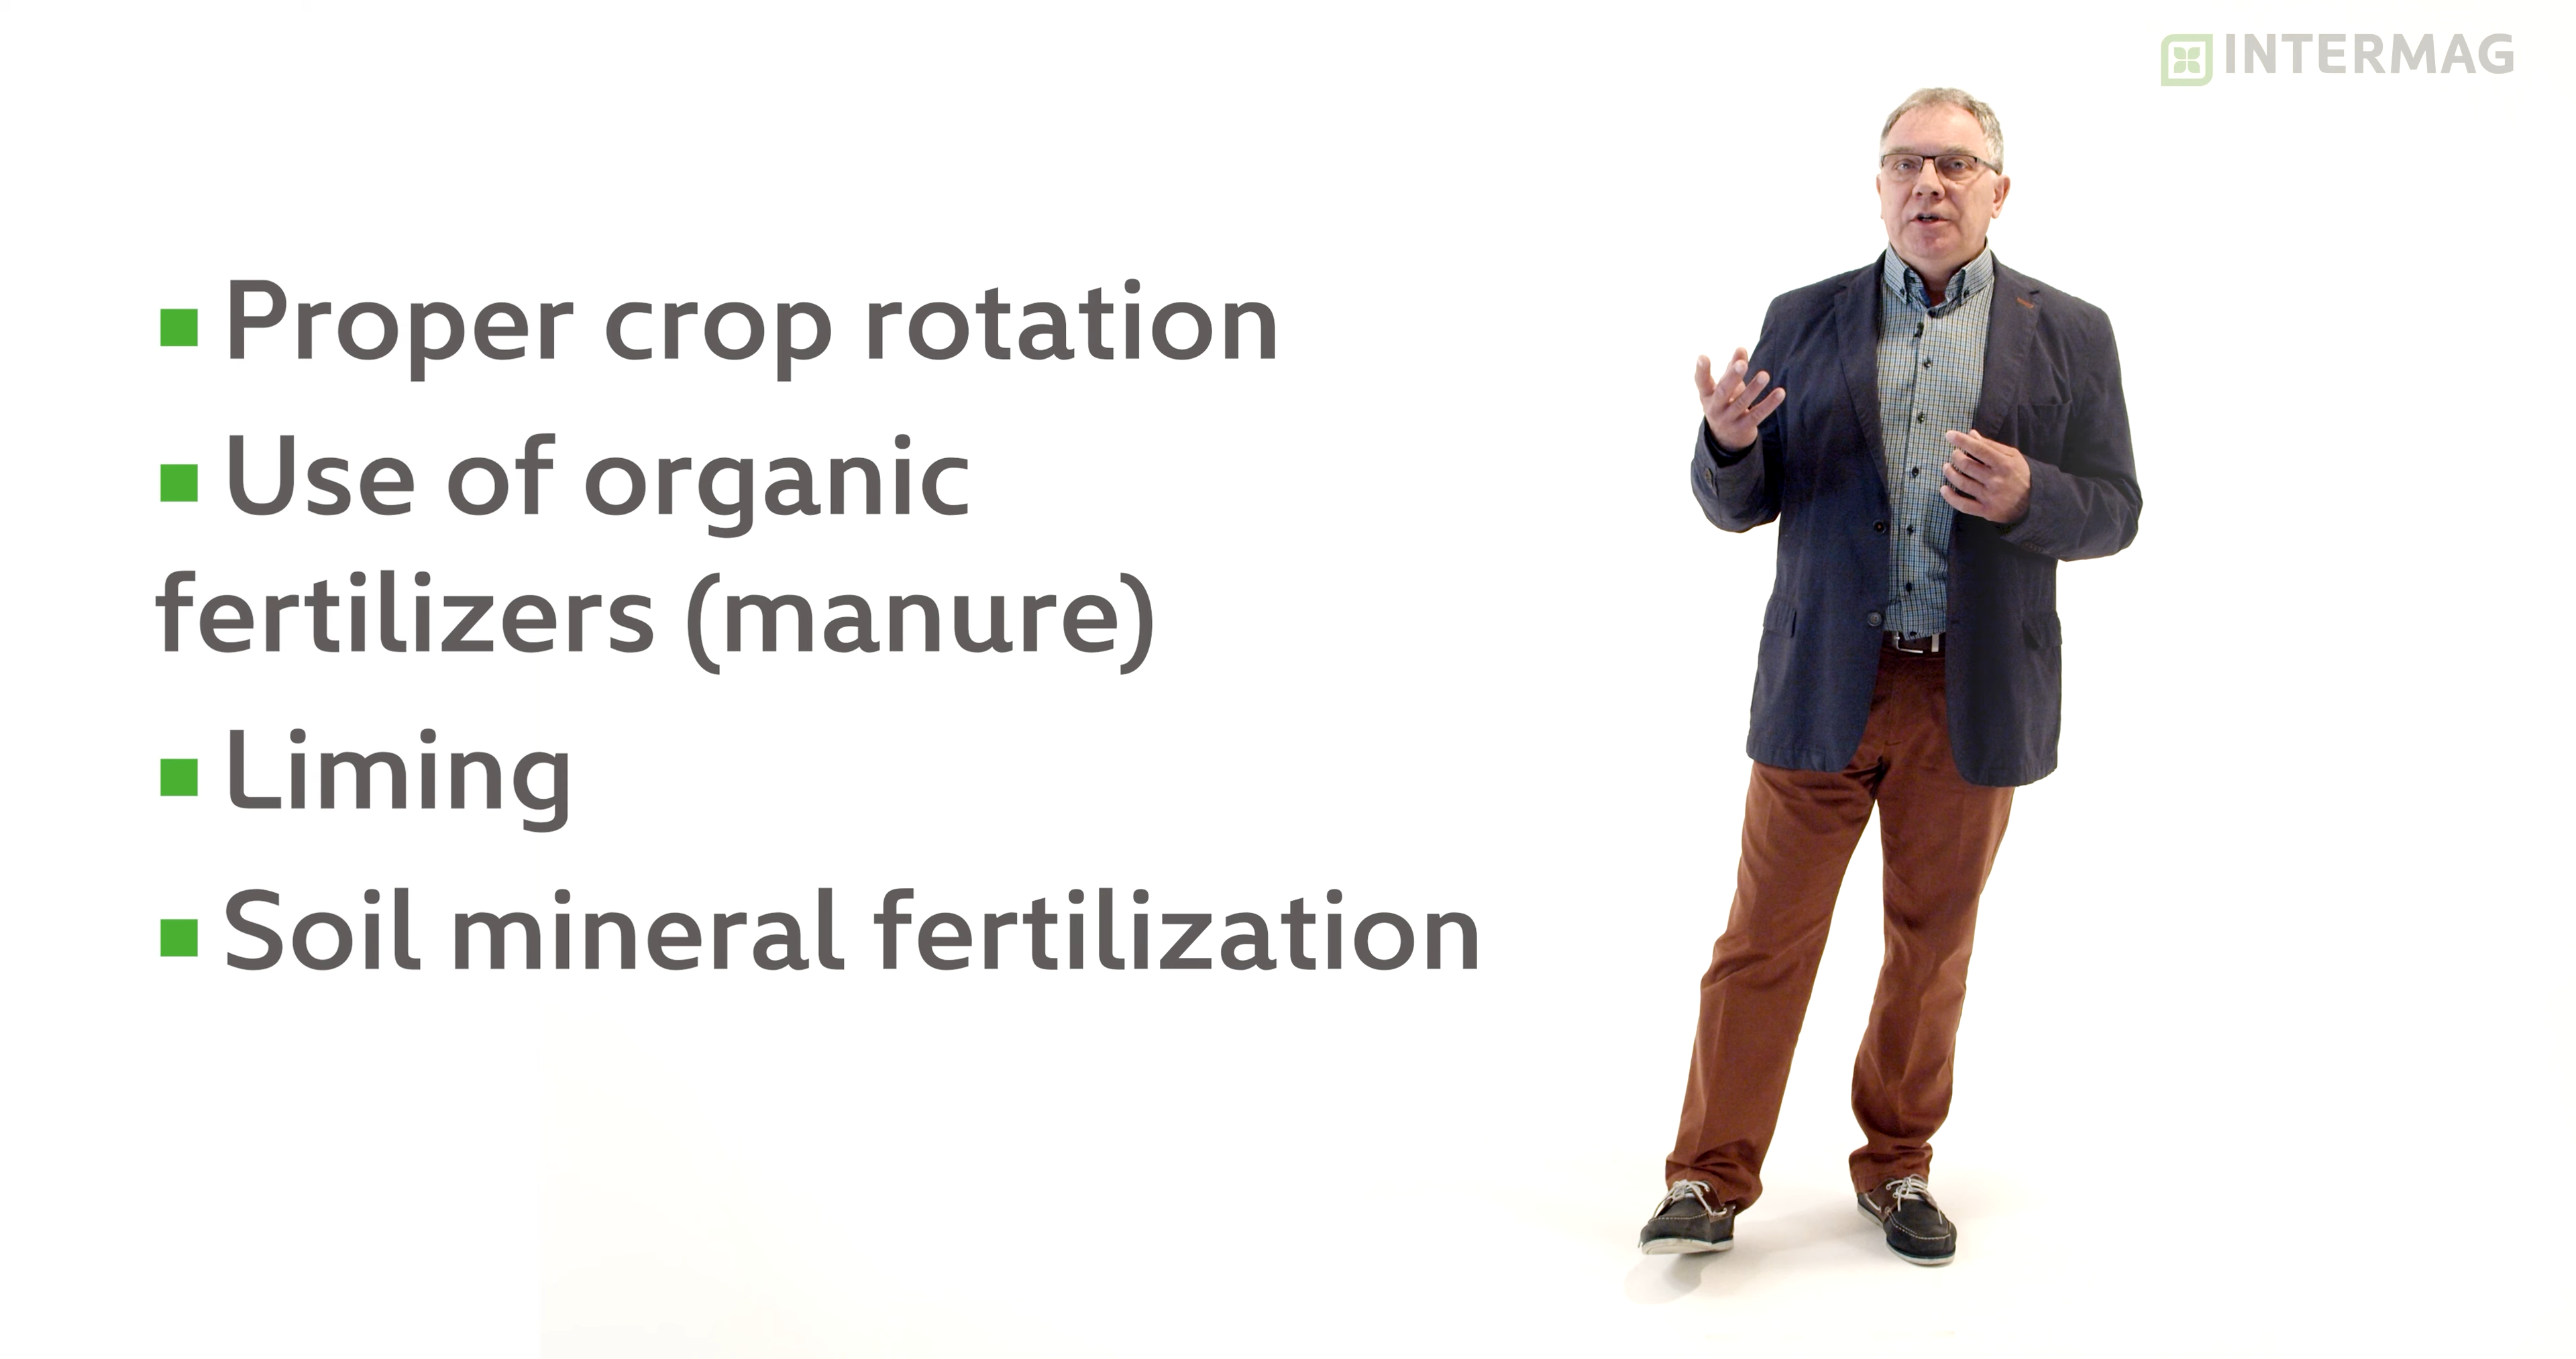 INTERMAG
Proper crop rotation
Use of organic
fertilizers (manure)
Liming
Soil mineral fertilization